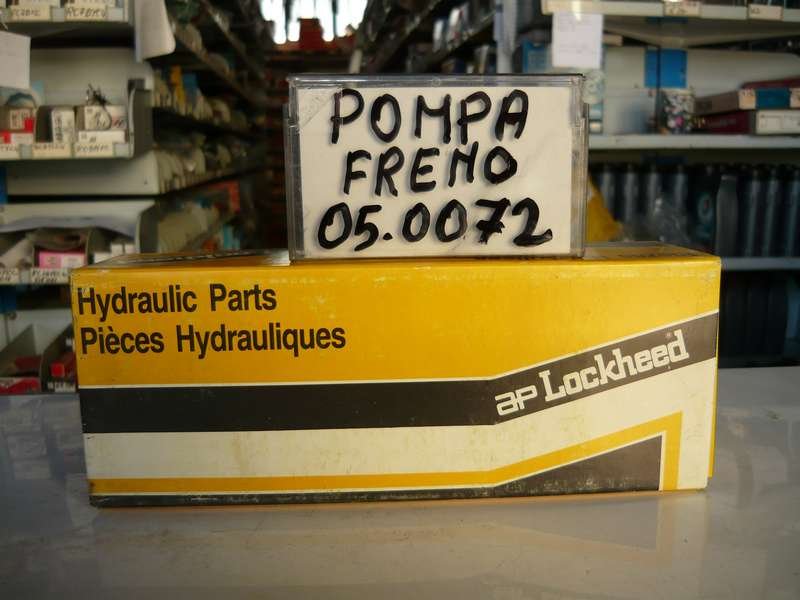 POMPA
FRENO
05.0072
Hydraulic Parts
Pièces Hydrauliques
ap Lockheed